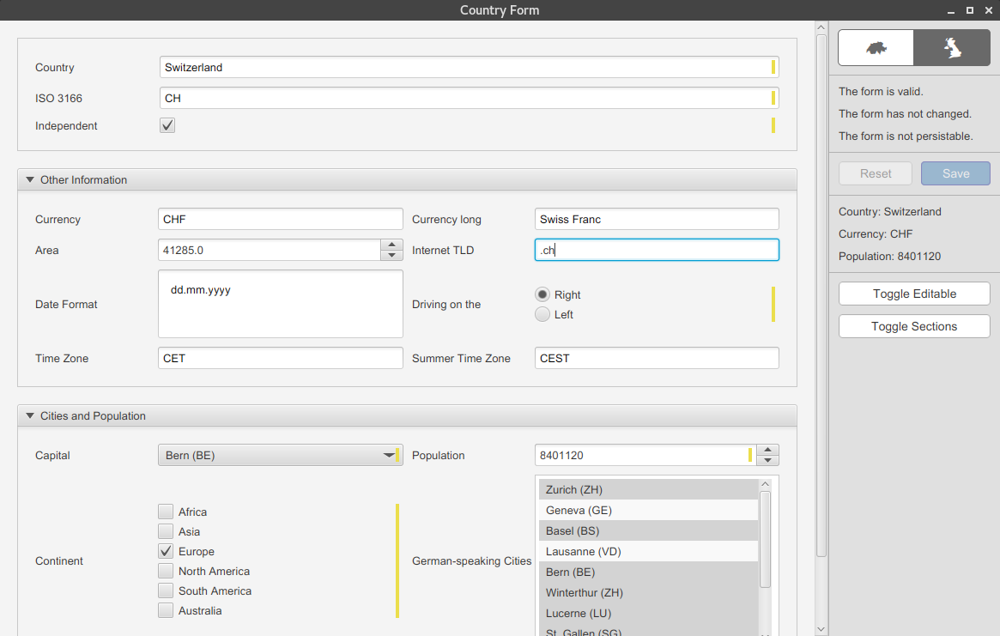 Country Form
Country Switzerland
ISO 3166 CH
Independent
Other Information
Currency CHF Currency long Swiss Franc
Area 41285.0 Internet TLD .ch
Date Format dd.mm.yyyy Driving on the Right
Left
Time Zone CET Summer Time Zone CEST
Cities and Population
Capital Bern (BE) Population 8401120
Continent
Africa
Asia
Europe
North America
South America
Australia
German-speaking Cities
Zurich (ZH)
Geneva (GE)
Basel (BS)
Lausanne (VD)
Bern (BE)
Winterthur (ZH)
Lucerne (LU)
St. Gallen (SG)
The form is valid.
The form has not changed.
The form is not persistable.
Reset Save
Country: Switzerland
Currency: CHF
Population: 8401120
Toggle Editable
Toggle Sections